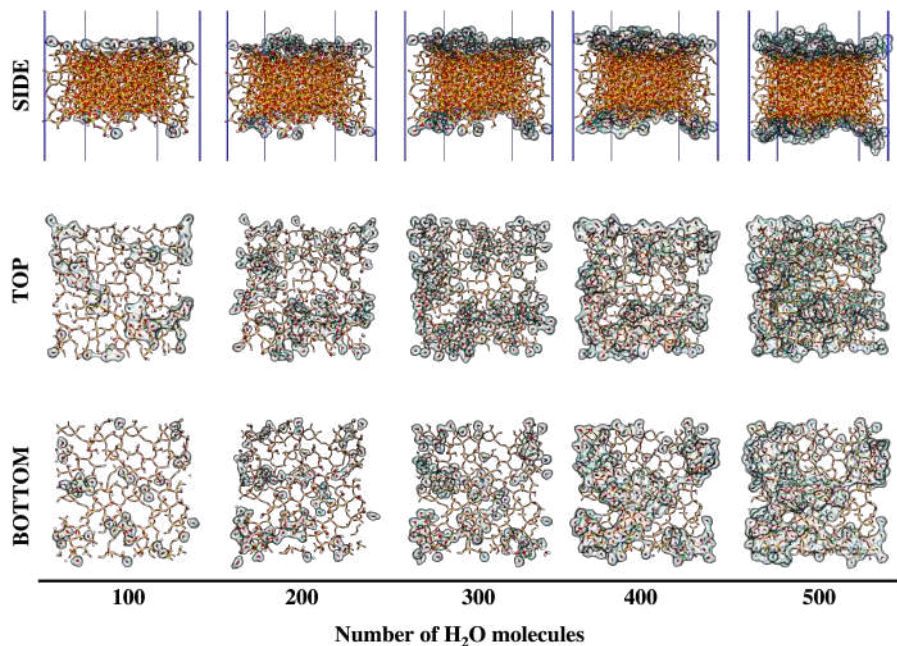 SIDE
TOP
BOTTOM
100 200 300 400 500
Number of H₂O molecules